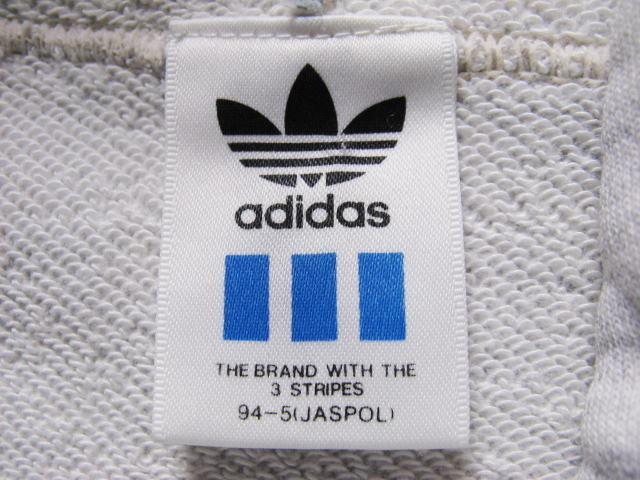 adidas
THE BRAND WITH THE
3 STRIPES
94-5(JASPOL)